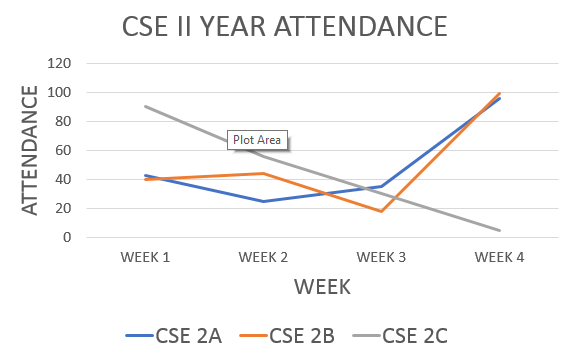 CSE II YEAR ATTENDANCE
120
100
80
60
40
20
0
ATTENDANCE
Plot Area
WEEK 1 WEEK 2 WEEK 3 WEEK 4
WEEK
CSE 2A CSE 2B CSE 2C